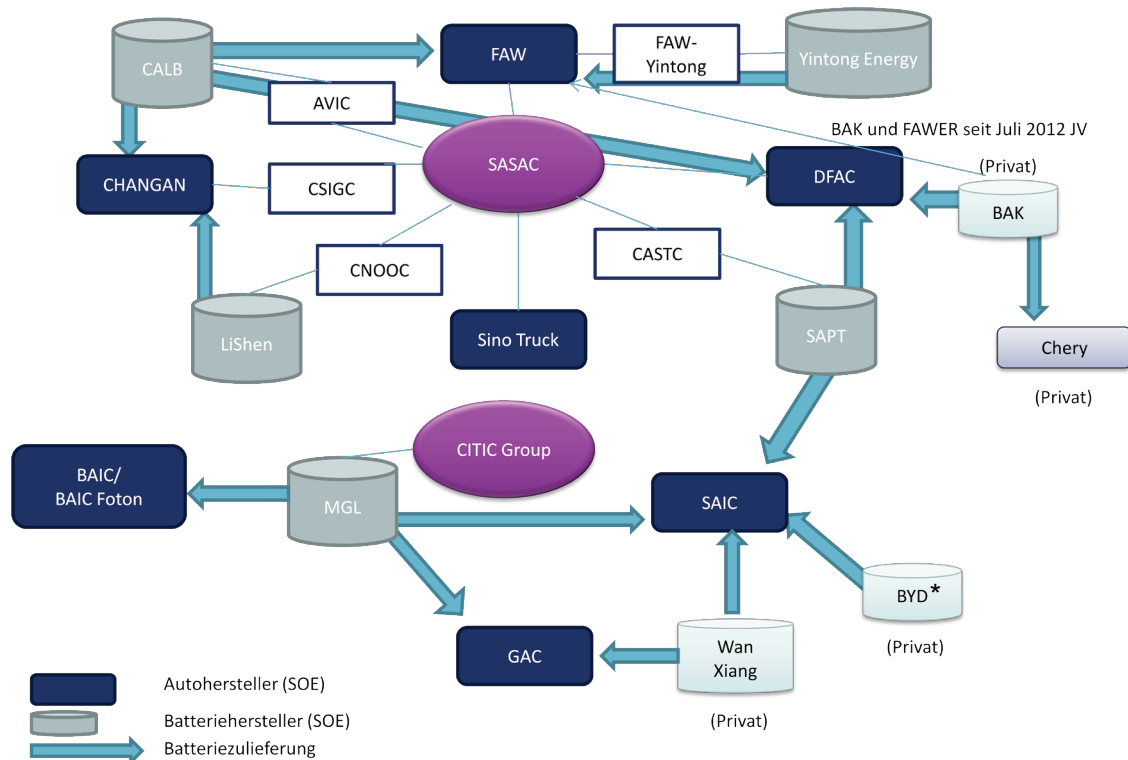 CALB
FAW
FAW-
Yintong
Yintong Energy
AVIC
BAK und FAWER seit Juli 2012 JV
(Privat)
SASAC
CHANGAN
CSIGC
DFAC
BAK
CNOOC
CASTC
LiShen
Sino Truck
SAPT
Chery
(Privat)
CITIC Group
BAIC/
BAIC Foton
MGL
SAIC
BYD*
(Privat)
GAC
Wan
Xiang
(Privat)
Autohersteller (SOE)
Batteriehersteller (SOE)
Batteriezulieferung